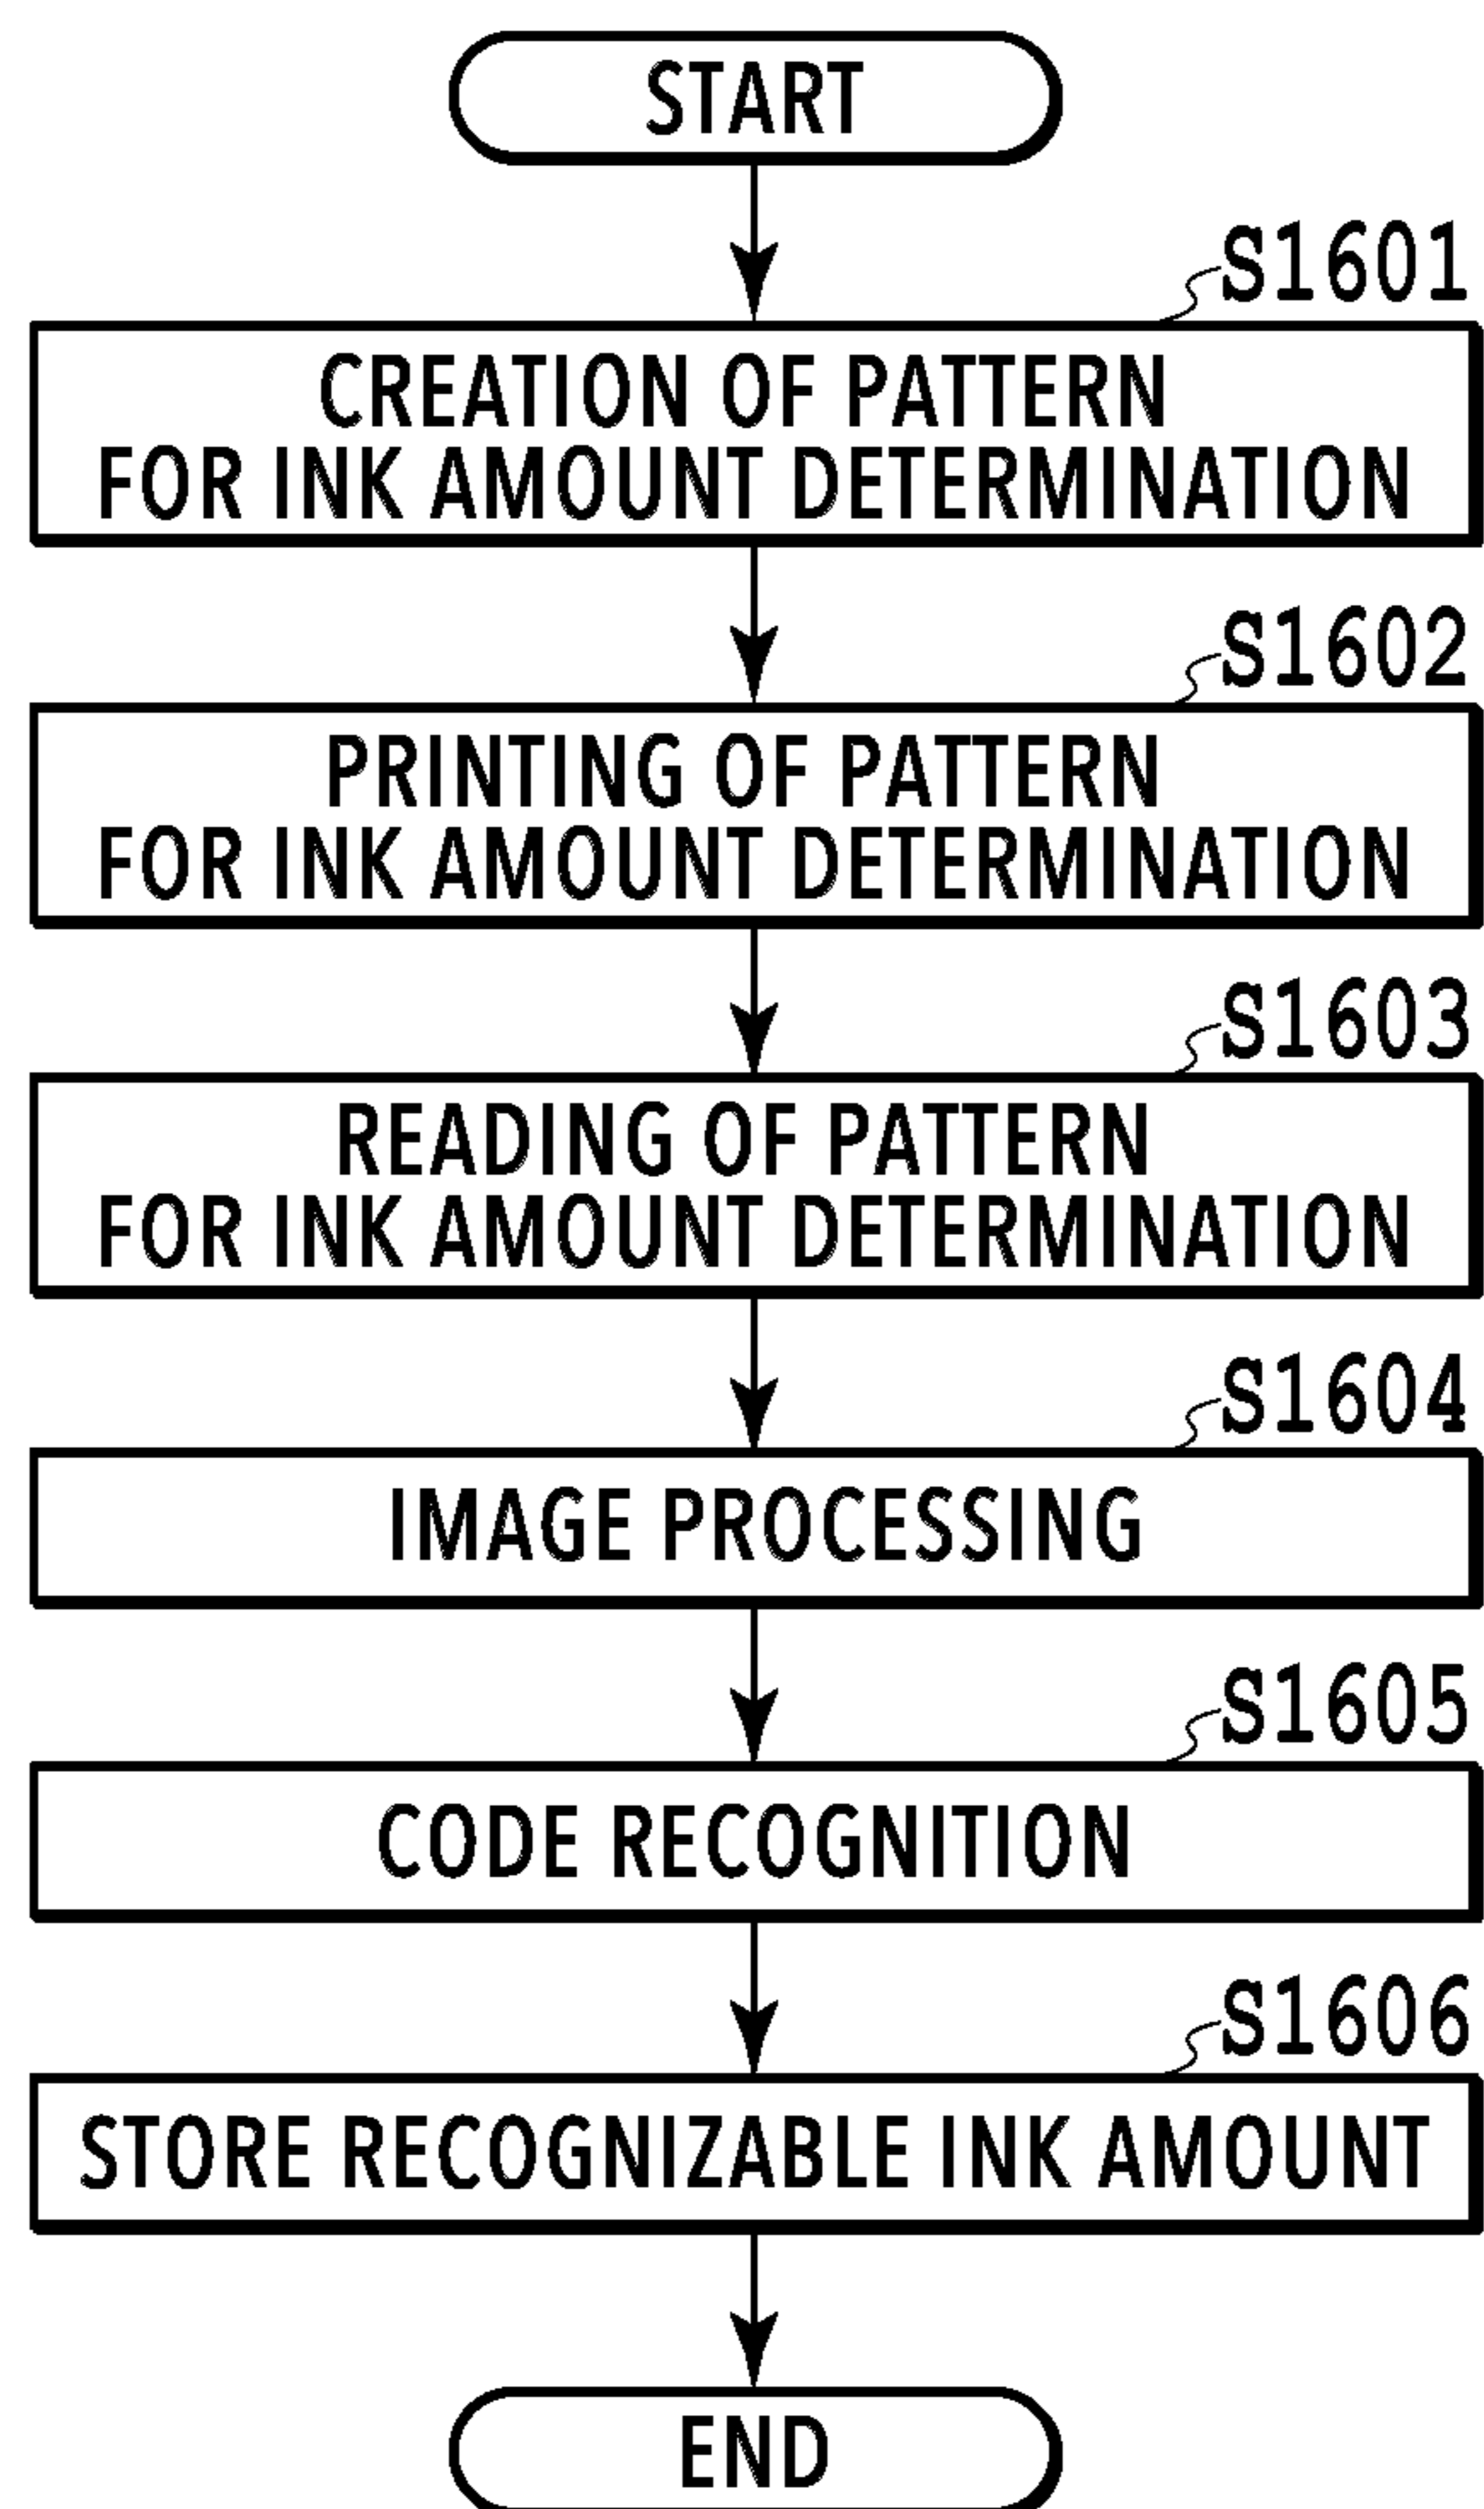 START
S1601
CREATION OF PATTERN
FOR INK AMOUNT DETERMINATION
S1602
PRINTING OF PATTERN
FOR INK AMOUNT DETERMINATION
S1603
READING OF PATTERN
FOR INK AMOUNT DETERMINATION
S1604
IMAGE PROCESSING
S1605
CODE RECOGNITION
S1606
STORE RECOGNIZABLE INK AMOUNT
END